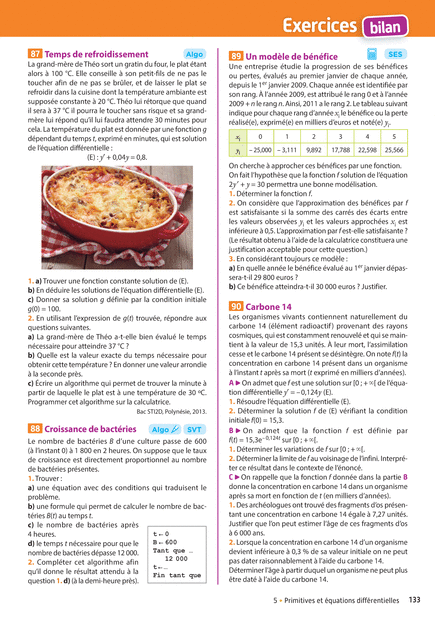 Exercices bilan
87 Temps de refroidissement Algo
La grand-mère de Théo sort un gratin du four, le plat étant
alors à 100 °C. Elle conseille à son petit-fils de ne pas le
toucher afin de ne pas se brûler, et de laisser le plat se
refroidir dans la cuisine dont la température ambiante est
supposée constante à 20 °C. Théo lui rétorque que quand
il sera à 37 °C il pourra le toucher sans risque et sa grand-
mère lui répond qu'il lui faudra attendre 30 minutes pour
cela. La température du plat est donnée par une fonction g
dépendant du temps t, exprimé en minutes, qui est solution
de l'équation différentielle :
(E) : y' + 0,04y = 0,8.
1. a) Trouver une fonction constante solution de (E).
b) En déduire les solutions de l'équation différentielle (E).
c) Donner sa solution g définie par la condition initiale
g(0) = 100.
2. En utilisant l'expression de g(t) trouvée, répondre aux
questions suivantes.
a) La grand-mère de Théo a-t-elle bien évalué le temps
nécessaire pour atteindre 37 °C ?
b) Quelle est la valeur exacte du temps nécessaire pour
obtenir cette température ? En donner une valeur arrondie
à la seconde près.
c) Écrire un algorithme qui permet de trouver la minute à
partir de laquelle le plat est à une température de 30 °C.
Programmer cet algorithme sur la calculatrice.
Bac STI2D, Polynésie, 2013.
88 Croissance de bactéries Algo SVT
Le nombre de bactéries B d'une culture passe de 600
(à l'instant 0) à 1 800 en 2 heures. On suppose que le taux
de croissance est directement proportionnel au nombre
de bactéries présentes.
1. Trouver :
a) une équation avec des conditions qui traduisent le
problème.
b) une formule qui permet de calculer le nombre de bac-
téries B(t) au temps t.
c) le nombre de bactéries après
4 heures.
d) le temps t nécessaire pour que le
nombre de bactéries dépasse 12 000.
2. Compléter cet algorithme afin
qu'il donne le résultat attendu à la
question 1. d) (à la demi-heure près).
t ← 0
B ← 600
Tant que …
12 000
t ← …
Fin tant que
89 Un modèle de bénéfice SES
Une entreprise étudie la progression de ses bénéfices
ou pertes, évalués au premier janvier de chaque année,
depuis le 1er janvier 2009. Chaque année est identifiée par
son rang. À l'année 2009, est attribué le rang 0 et à l'année
2009 + n le rang n. Ainsi, 2011 a le rang 2. Le tableau suivant
indique pour chaque rang d'année xi le bénéfice ou la perte
réalisé(e), exprimé(e) en milliers d'euros et noté(e) yi.
xi 0 1 2 3 4 5
yi – 25,000 – 3,111 9,892 17,788 22,598 25,566
On cherche à approcher ces bénéfices par une fonction.
On fait l'hypothèse que la fonction f solution de l'équation
2y' + y = 30 permettra une bonne modélisation.
1. Déterminer la fonction f.
2. On considère que l'approximation des bénéfices par f
est satisfaisante si la somme des carrés des écarts entre
les valeurs observées yi et les valeurs approchées xi est
inférieure à 0,5. L'approximation par f est-elle satisfaisante ?
(Le résultat obtenu à l'aide de la calculatrice constituera une
justification acceptable pour cette question.)
3. En considérant toujours ce modèle :
a) En quelle année le bénéfice évalué au 1er janvier dépas-
sera-t-il 29 800 euros ?
b) Ce bénéfice atteindra-t-il 30 000 euros ? Justifier.
90 Carbone 14
Les organismes vivants contiennent naturellement du
carbone 14 (élément radioactif) provenant des rayons
cosmiques, qui est constamment renouvelé et qui se main-
tient à la valeur de 15,3 unités. À leur mort, l'assimilation
cesse et le carbone 14 présent se désintègre. On note f(t) la
concentration en carbone 14 présent dans un organisme
à l'instant t après sa mort (t exprimé en milliers d'années).
A ▶ On admet que f est une solution sur [0 ; +∞[ de l'équa-
tion différentielle y' = – 0,124y (E).
1. Résoudre l'équation différentielle (E).
2. Déterminer la solution f de (E) vérifiant la condition
initiale f(0) = 15,3.
B ▶ On admet que la fonction f est définie par
f(t) = 15,3e– 0,124t sur [0 ; +∞[.
1. Déterminer les variations de f sur [0 ; +∞[.
2. Déterminer la limite de f au voisinage de l'infini. Interpré-
ter ce résultat dans le contexte de l'énoncé.
C ▶ On rappelle que la fonction f donnée dans la partie B
donne la concentration en carbone 14 dans un organisme
après sa mort en fonction de t (en milliers d'années).
1. Des archéologues ont trouvé des fragments d'os présen-
tant une concentration en carbone 14 égale à 7,27 unités.
Justifier que l'on peut estimer l'âge de ces fragments d'os
à 6 000 ans.
2. Lorsque la concentration en carbone 14 d'un organisme
devient inférieure à 0,3 % de sa valeur initiale on ne peut
pas dater raisonnablement à l'aide du carbone 14.
Déterminer l'âge à partir duquel un organisme ne peut plus
être daté à l'aide du carbone 14.
5 • Primitives et équations différentielles 133